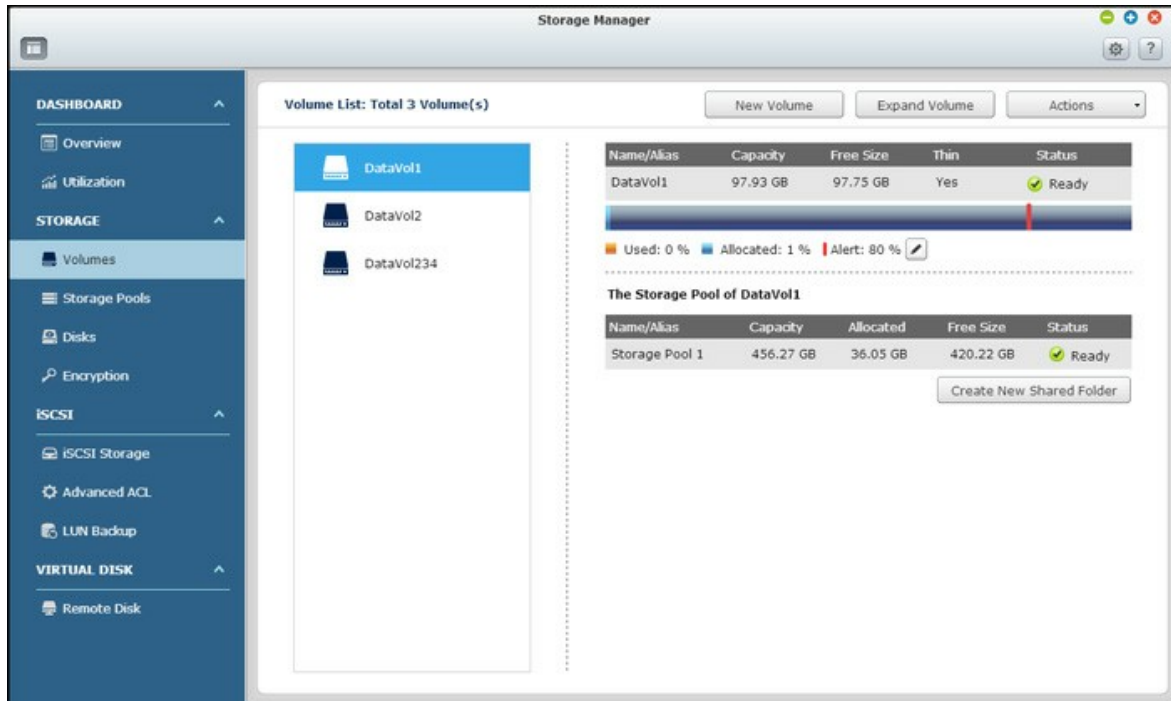 Storage Manager
?
DASHBOARD
Overview
Utilization
STORAGE
Volumes
Storage Pools
Disks
Encryption
iSCSI
iSCSI Storage
Advanced ACL
LUN Backup
VIRTUAL DISK
Remote Disk
Volume List: Total 3 Volume(s)
New Volume
Expand Volume
Actions
DataVol1
DataVol2
DataVol234
Name/Alias Capacity Free Size Thin Status
DataVol1 97.93 GB 97.75 GB Yes Ready
Used: 0 % Allocated: 1 % Alert: 80 %
The Storage Pool of DataVol1
Name/Alias Capacity Allocated Free Size Status
Storage Pool 1 456.27 GB 36.05 GB 420.22 GB Ready
Create New Shared Folder